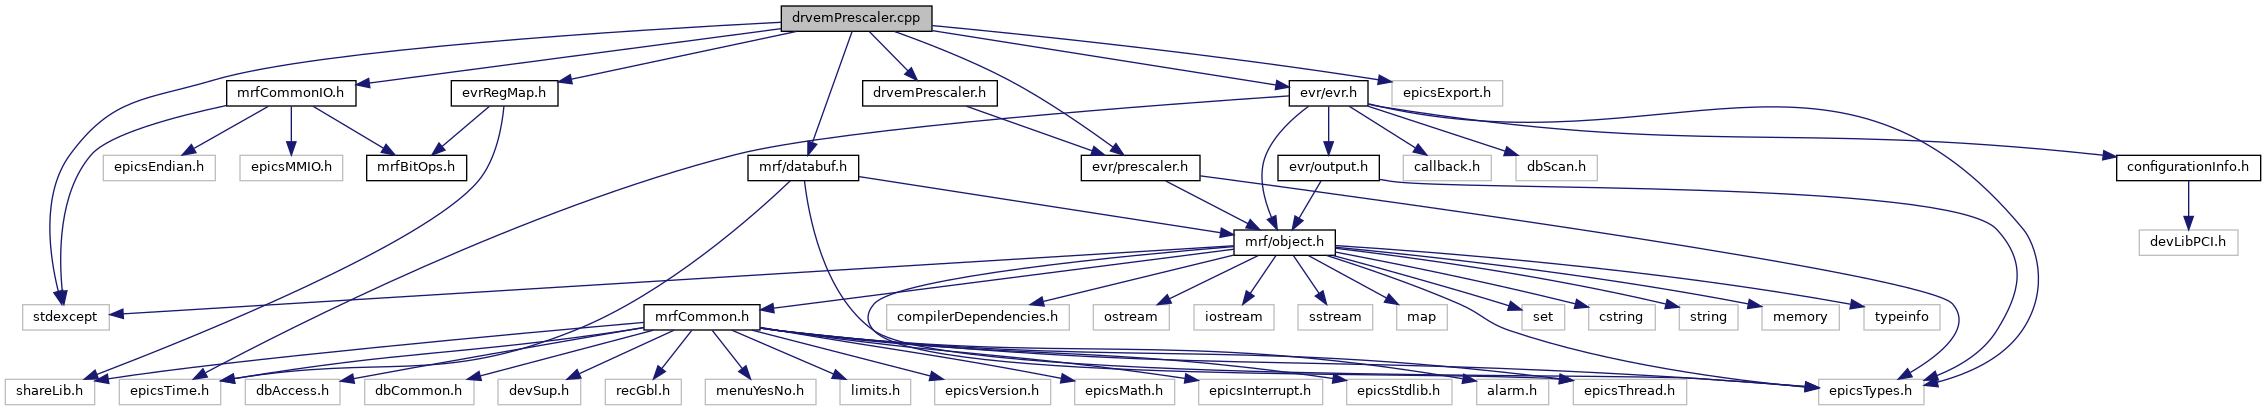 drvemPrescaler.cpp
mrfCommonIO.h
evrRegMap.h
drvemPrescaler.h
evr/evr.h
epicsExport.h
epicsEndian.h
epicsMMIO.h
mrfBitOps.h
mrf/databuf.h
evr/prescaler.h
evr/output.h
callback.h
dbScan.h
configurationInfo.h
mrf/object.h
devLibPCI.h
stdexcept
mrfCommon.h
compilerDependencies.h
ostream
iostream
sstream
map
set
cstring
string
memory
typeinfo
shareLib.h
epicsTime.h
dbAccess.h
dbCommon.h
devSup.h
recGbl.h
menuYesNo.h
limits.h
epicsVersion.h
epicsMath.h
epicsInterrupt.h
epicsStdlib.h
alarm.h
epicsThread.h
epicsTypes.h